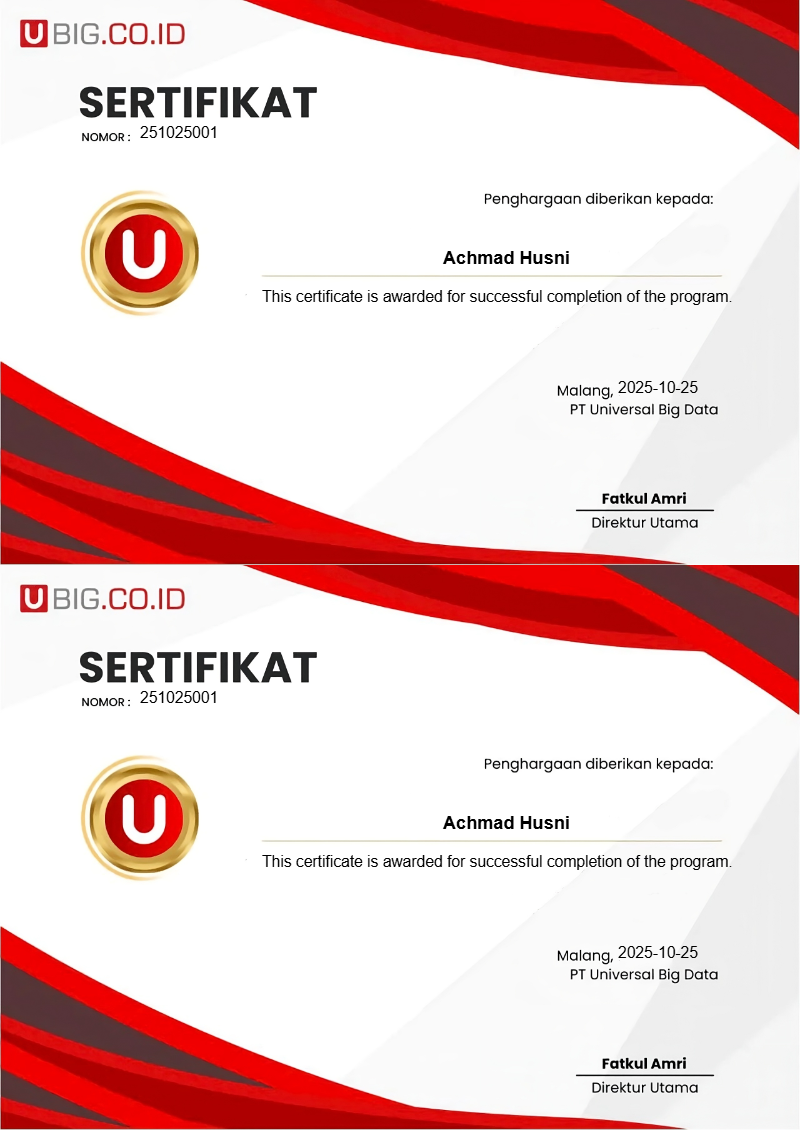 U BIG.CO.ID
SERTIFIKAT
NOMOR : 251025001
Penghargaan diberikan kepada:
U
Achmad Husni
This certificate is awarded for successful completion of the program.
Malang, 2025-10-25
PT Universal Big Data
Fatkul Amri
Direktur Utama
U BIG.CO.ID
SERTIFIKAT
NOMOR : 251025001
Penghargaan diberikan kepada:
U
Achmad Husni
This certificate is awarded for successful completion of the program.
Malang, 2025-10-25
PT Universal Big Data
Fatkul Amri
Direktur Utama